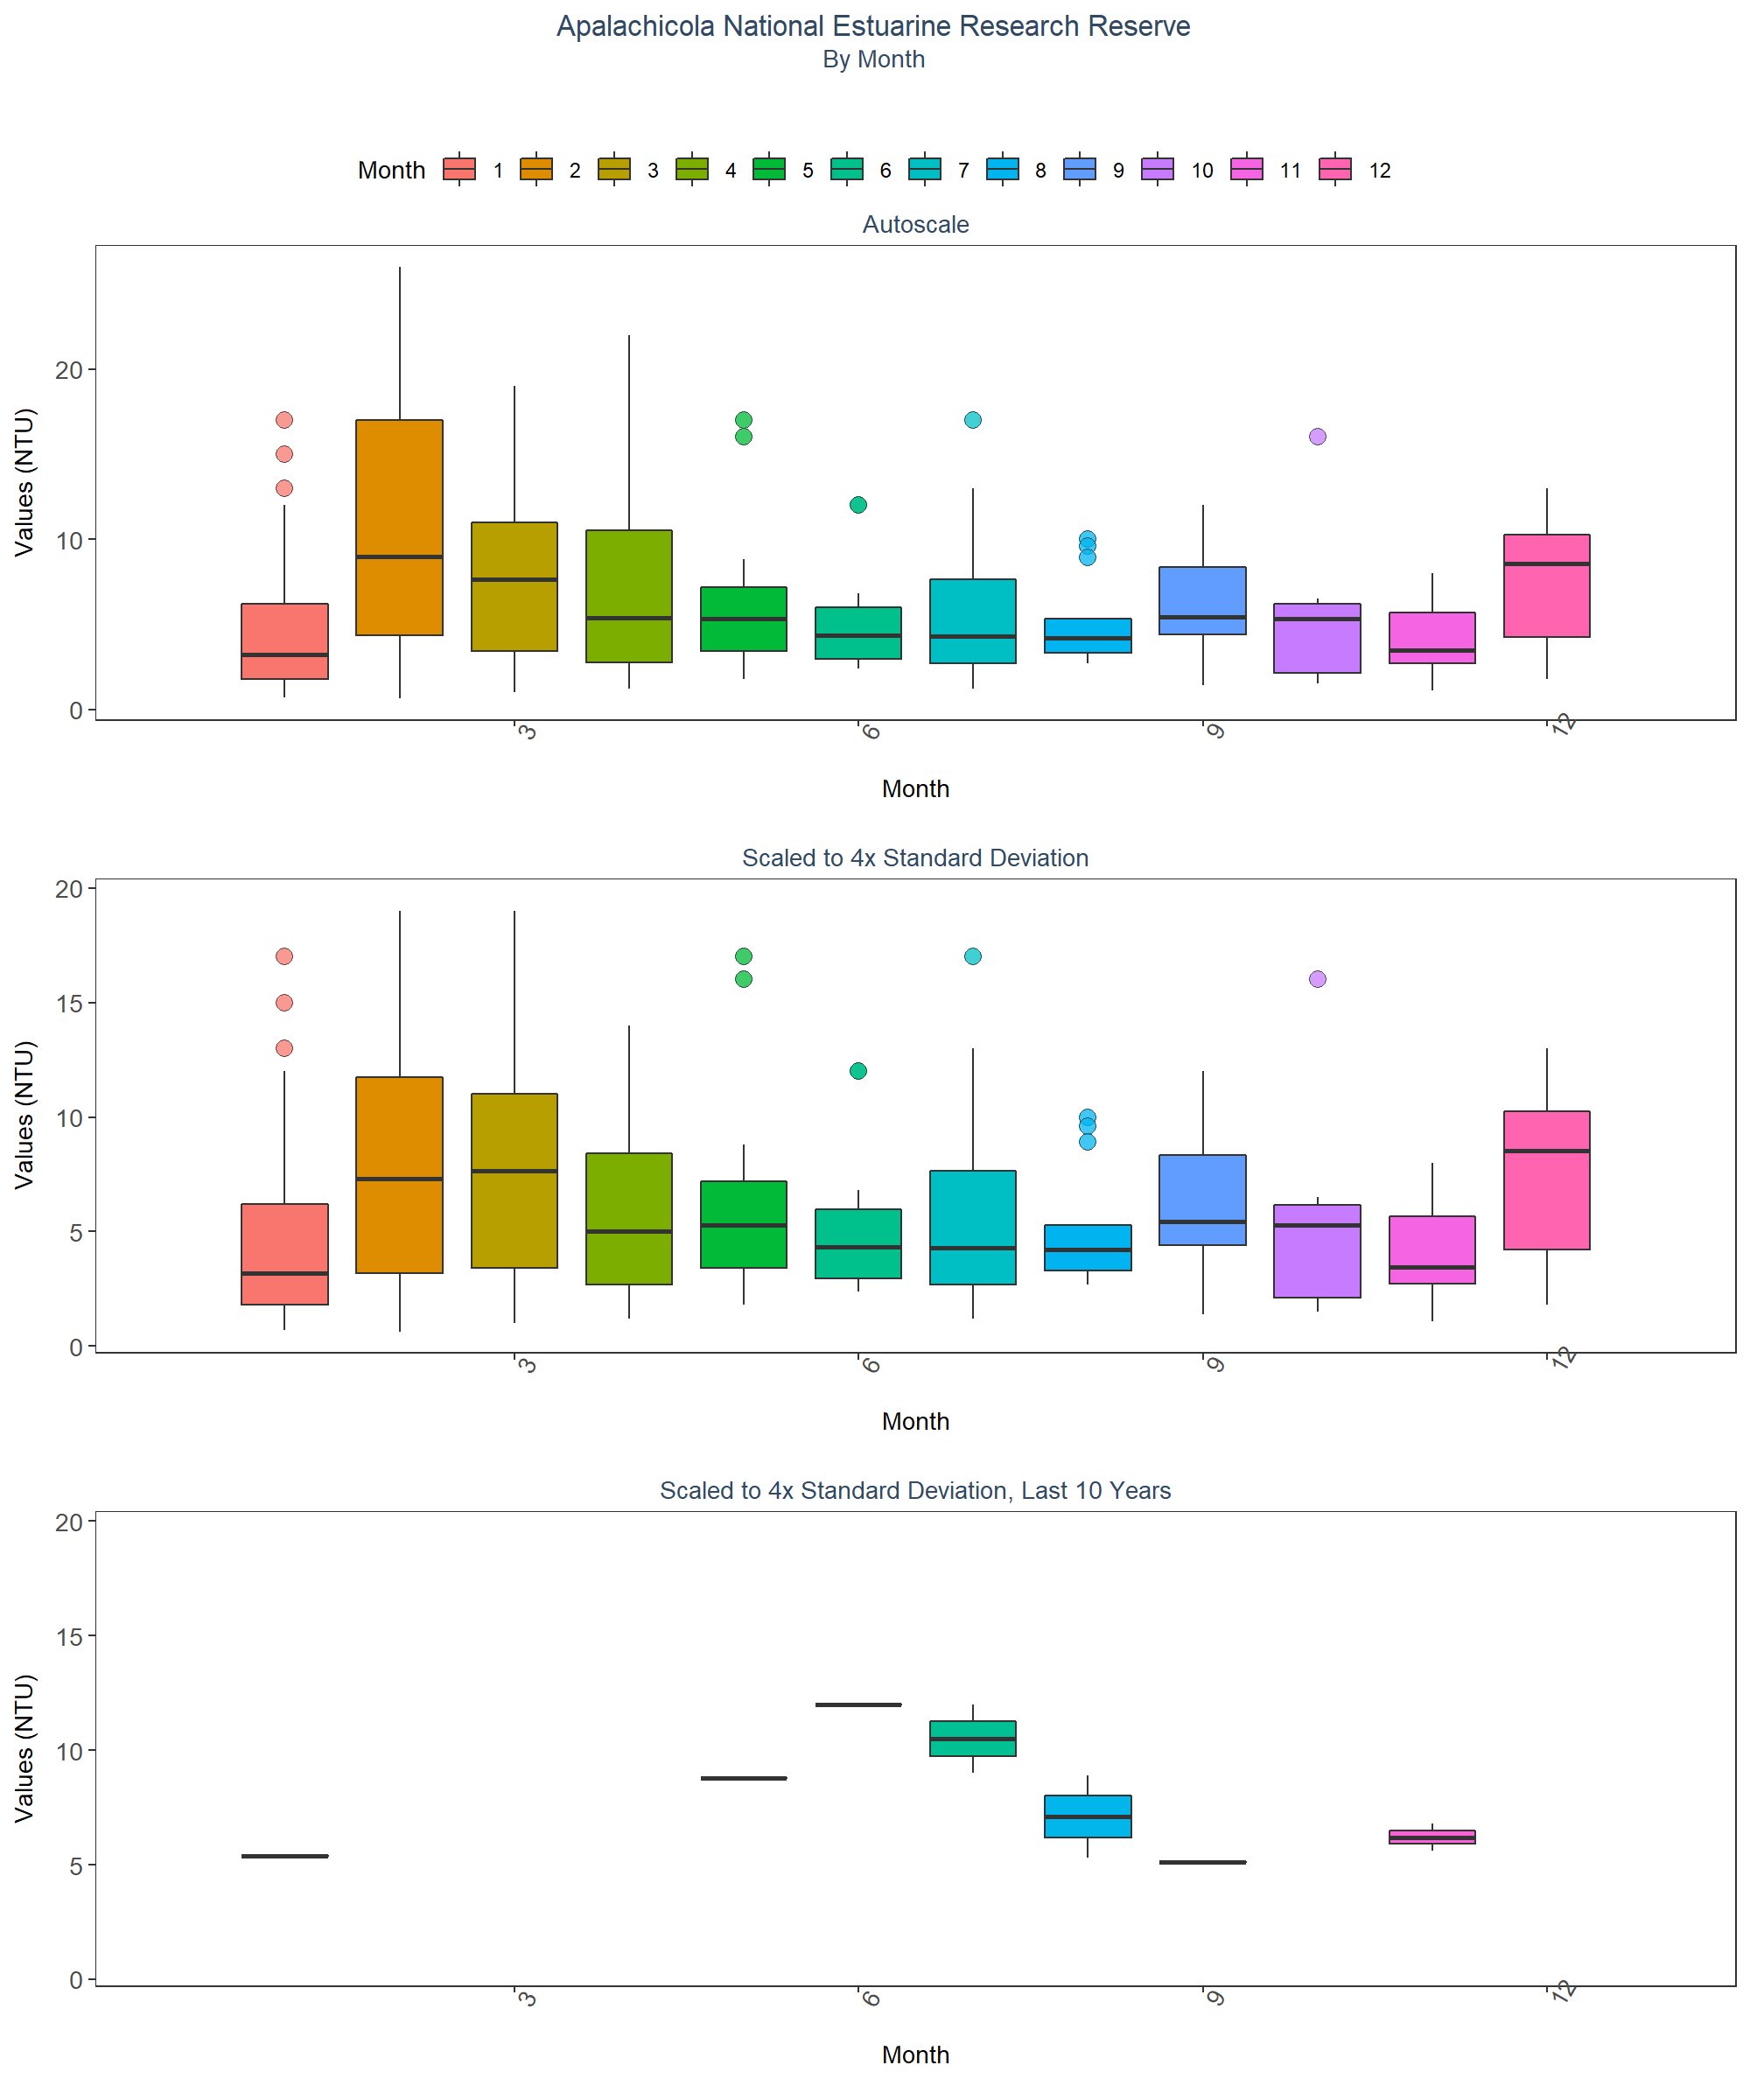 Apalachicola National Estuarine Research Reserve
By Month
Month 1 2 3 4 5 6 7 8 9 10 11 12
Autoscale
Values (NTU)
20
10
0
3 6 9 12
Month
Scaled to 4x Standard Deviation
Values (NTU)
20
15
10
5
0
3 6 9 12
Month
Scaled to 4x Standard Deviation, Last 10 Years
Values (NTU)
20
15
10
5
0
3 6 9 12
Month